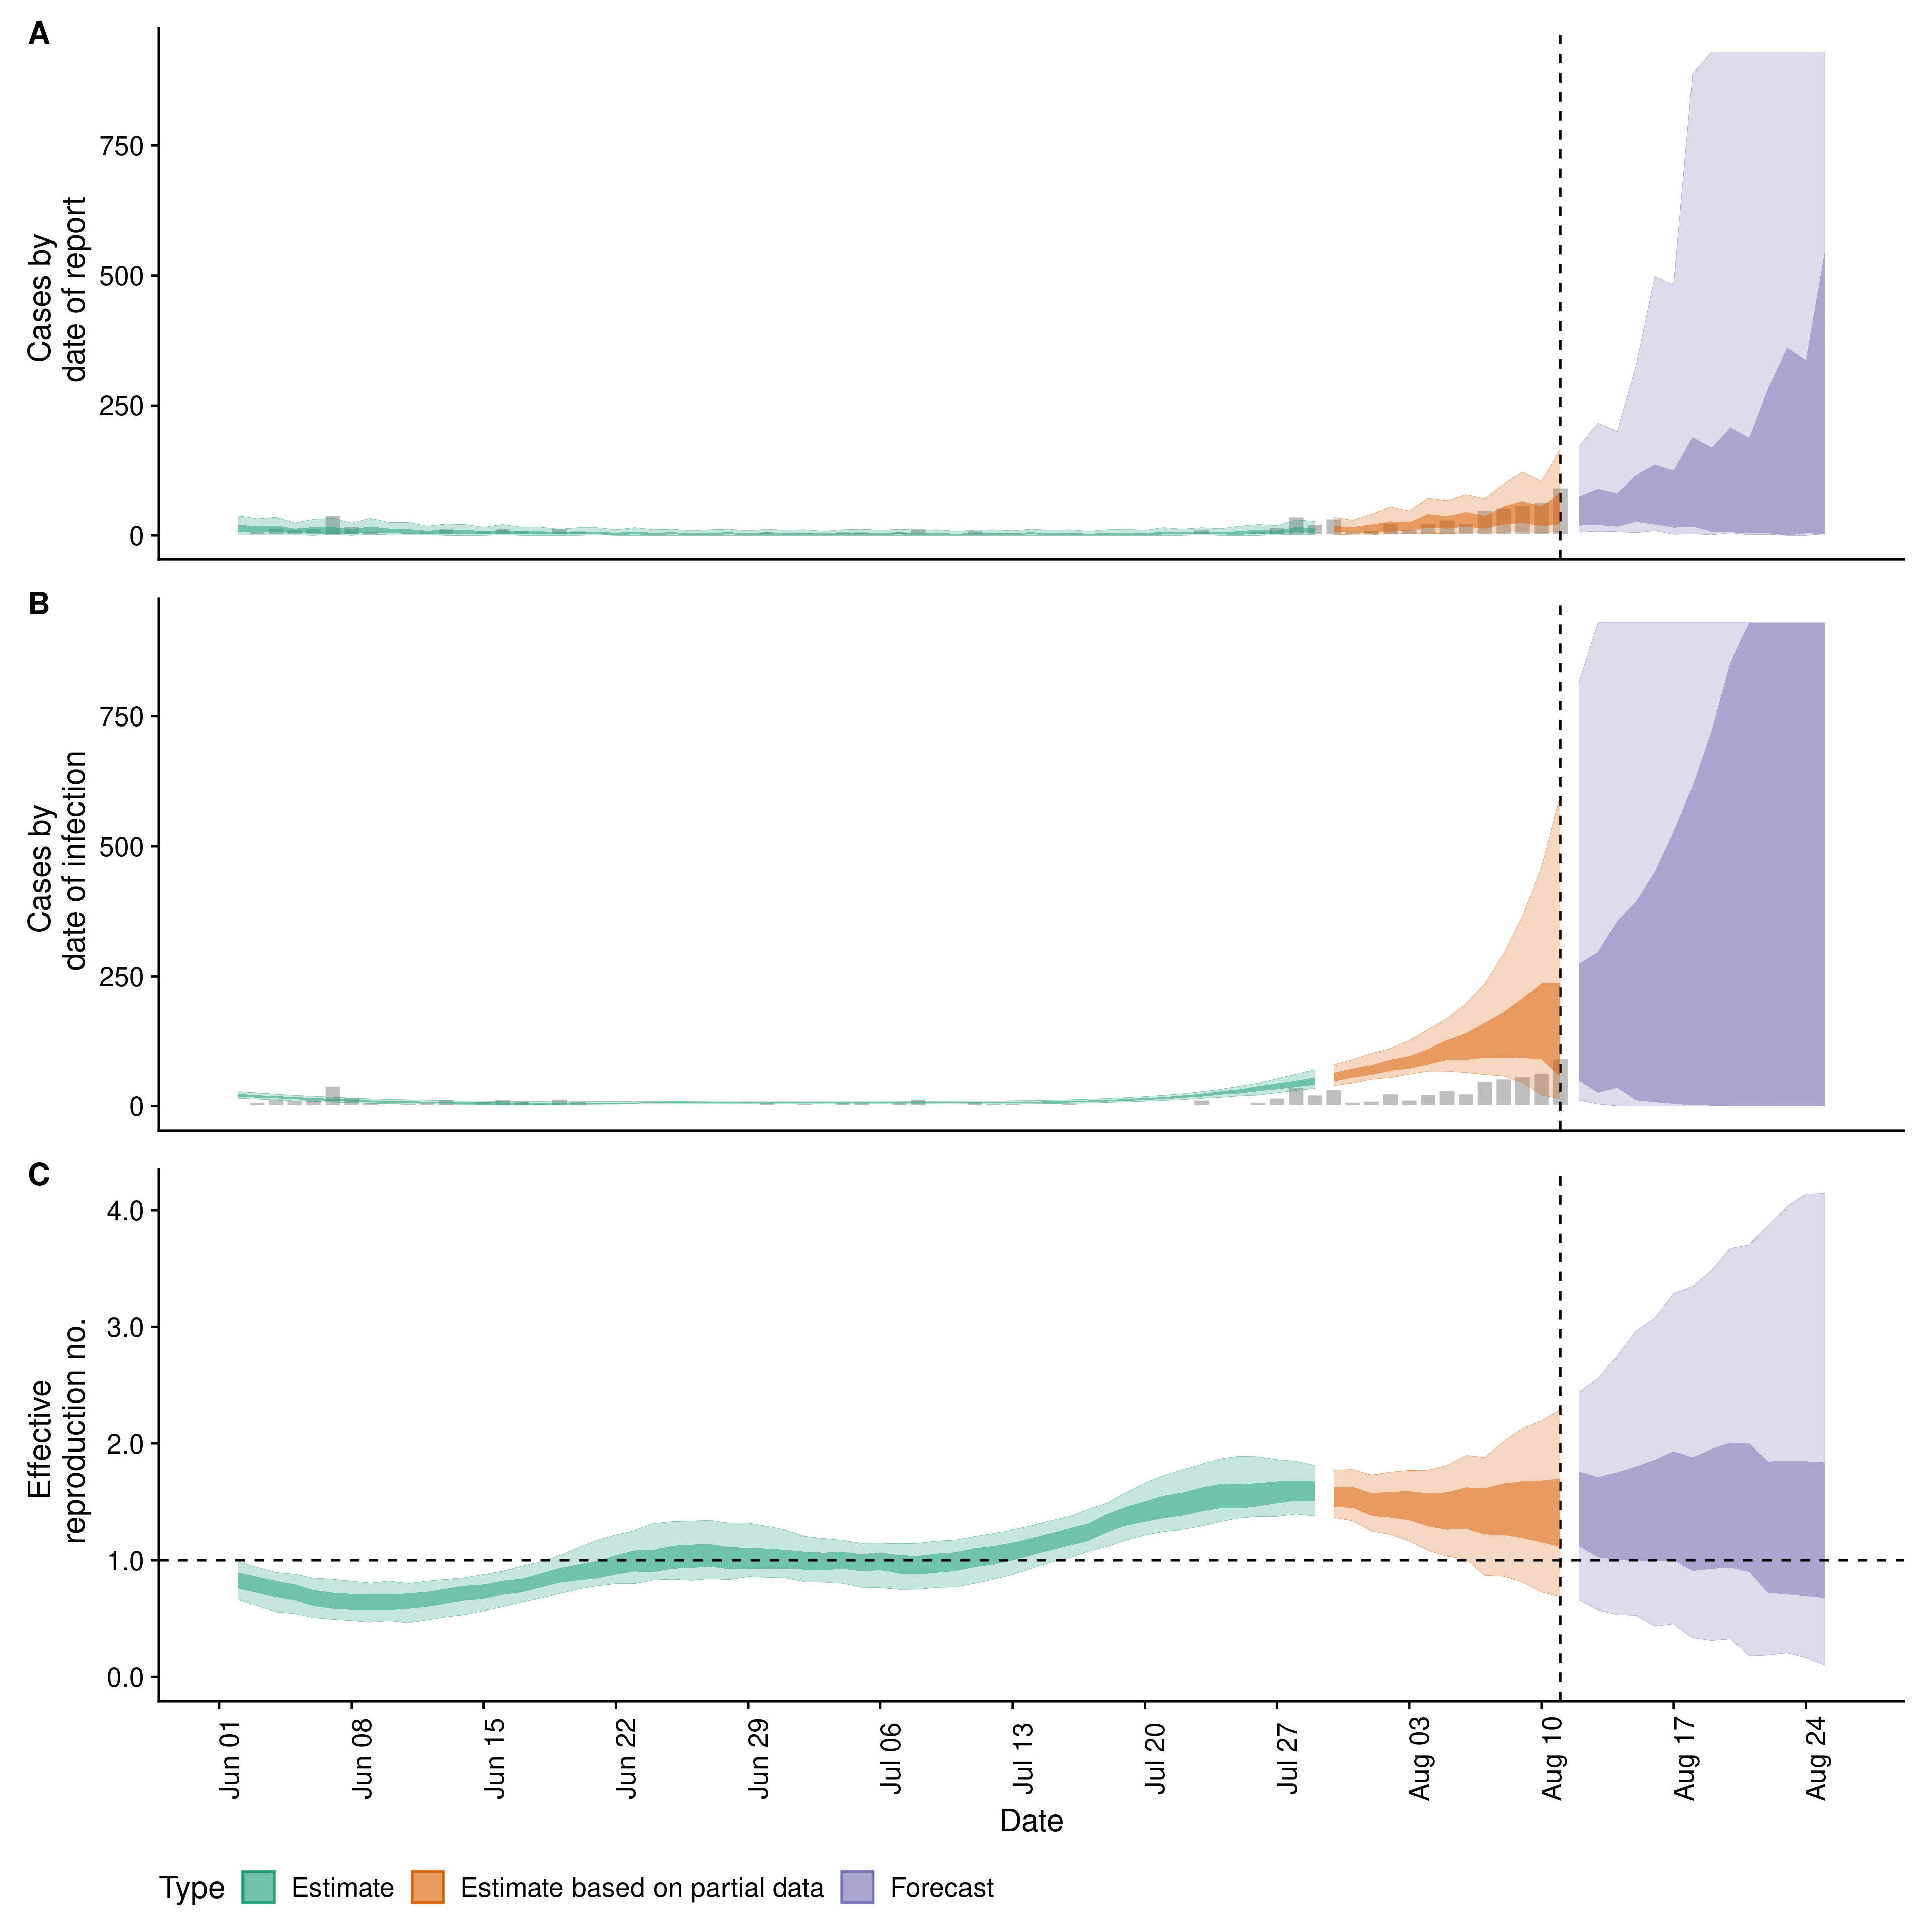 A
Cases by
date of report
750
500
250
0
B
Cases by
date of infection
750
500
250
0
C
Effective
reproduction no.
4.0
3.0
2.0
1.0
0.0
Jun 01
Jun 08
Jun 15
Jun 22
Jun 29
Jul 06
Jul 13
Jul 20
Jul 27
Aug 03
Aug 10
Aug 17
Aug 24
Date
Type Estimate Estimate based on partial data Forecast